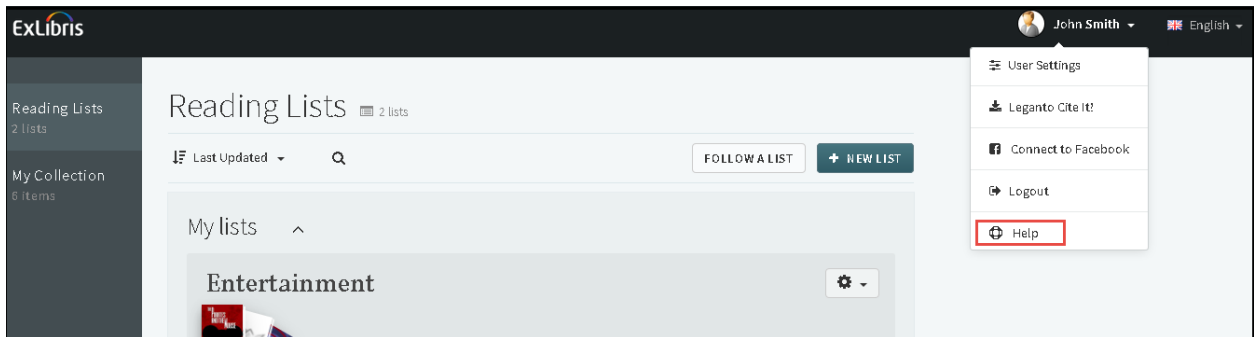 ExLibris
John Smith
English
User Settings
Leganto Cite It!
Connect to Facebook
Logout
Help
Reading Lists
2 lists
My Collection
6 items
Reading Lists 2 lists
Last Updated
FOLLOW A LIST
+ NEW LIST
My lists
Entertainment